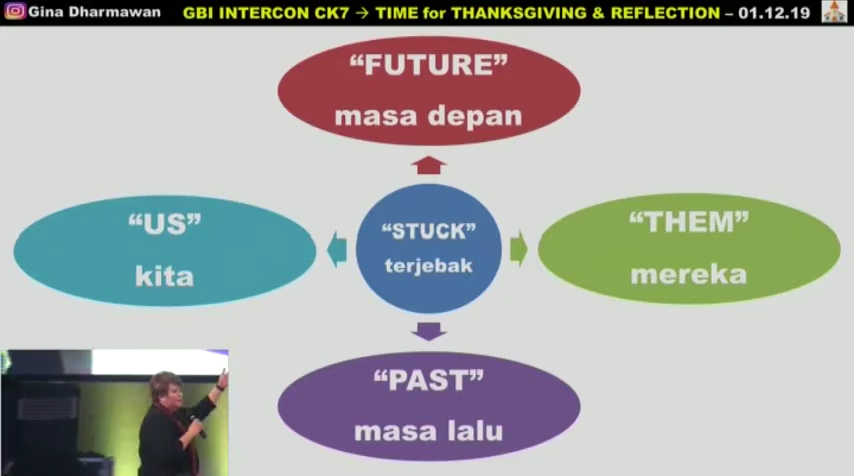 Gina Dharmawan
GBI INTERCON CK7 → TIME for THANKSGIVING & REFLECTION – 01.12.19
“FUTURE”
masa depan
“US”
kita
“STUCK”
terjebak
“THEM”
mereka
“PAST”
masa lalu